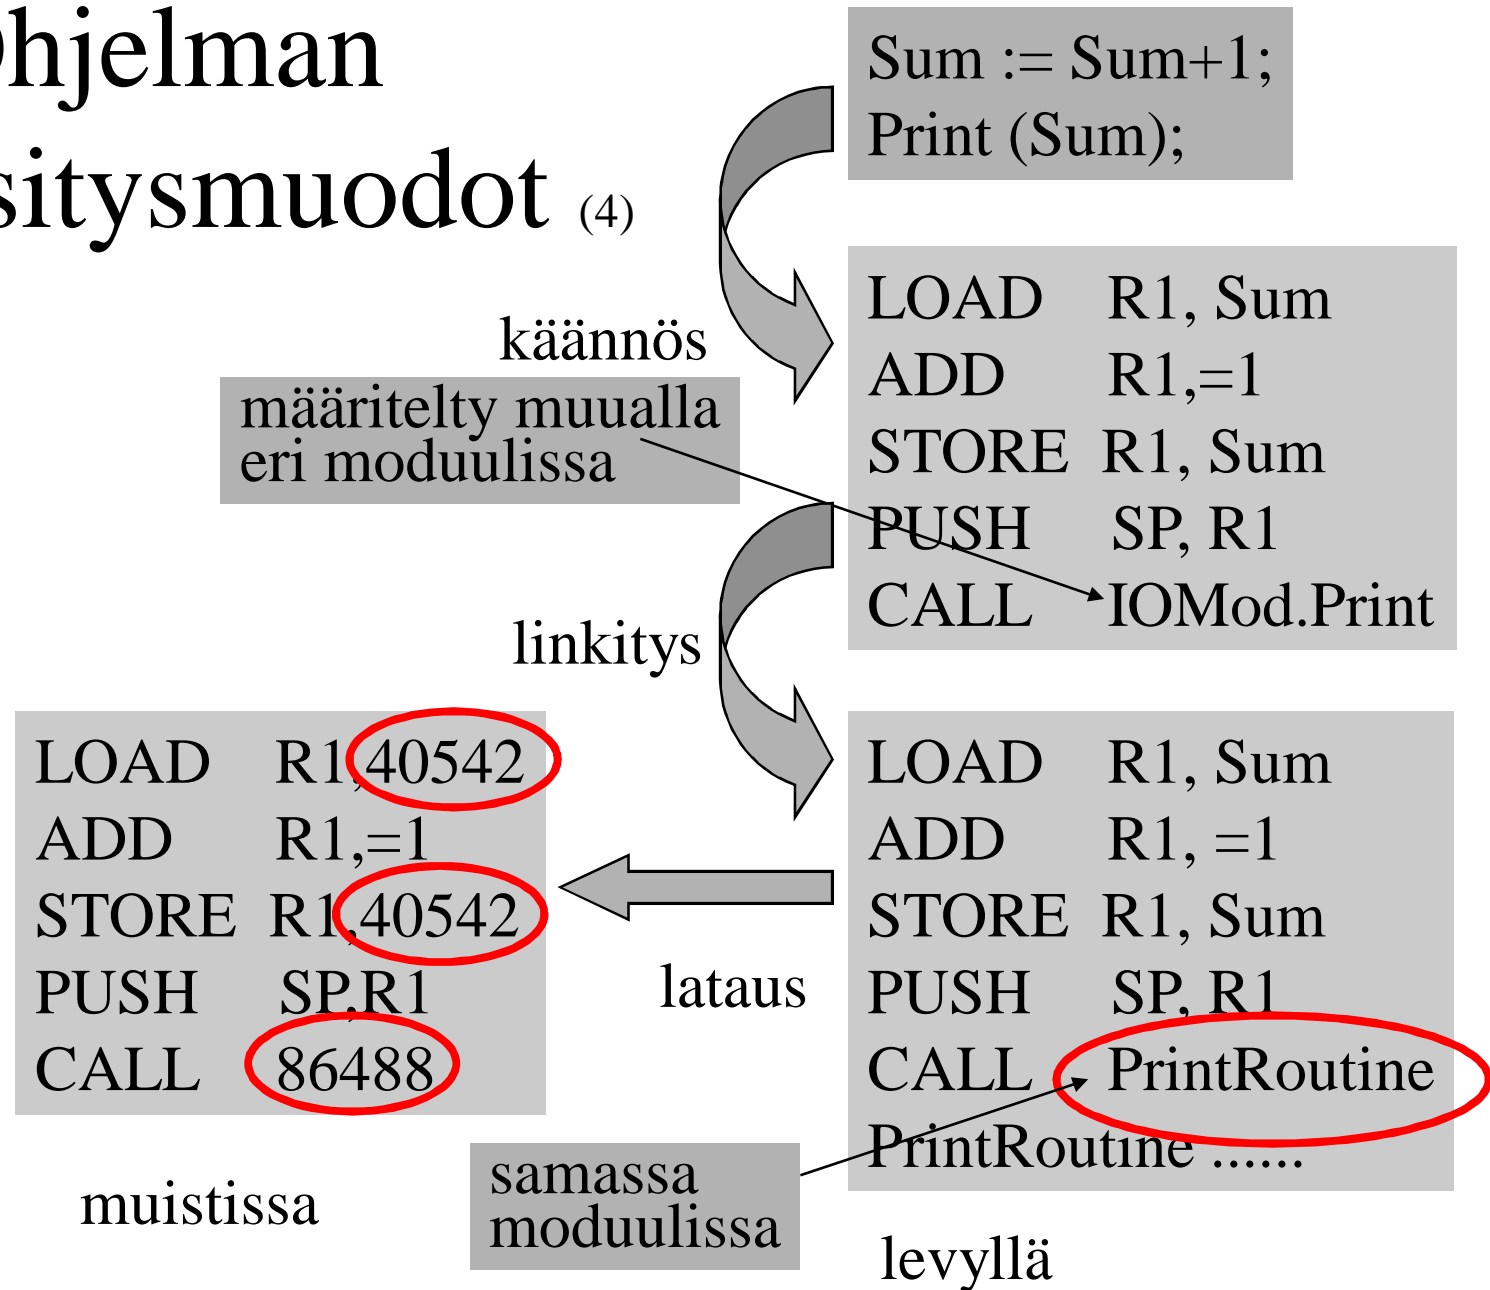 Ohjelman
sitysmuodot (4)
Sum := Sum+1;
Print (Sum);
käännös
LOAD R1, Sum
ADD R1,=1
STORE R1, Sum
PUSH SP, R1
CALL IOMod.Print
määritelty muualla
eri moduulissa
linkitys
LOAD R1, Sum
ADD R1, =1
STORE R1, Sum
PUSH SP, R1
CALL PrintRoutine
PrintRoutine ......
samassa
moduulissa
levyllä
lataus
LOAD R1,40542
ADD R1,=1
STORE R1,40542
PUSH SP,R1
CALL 86488
muistissa